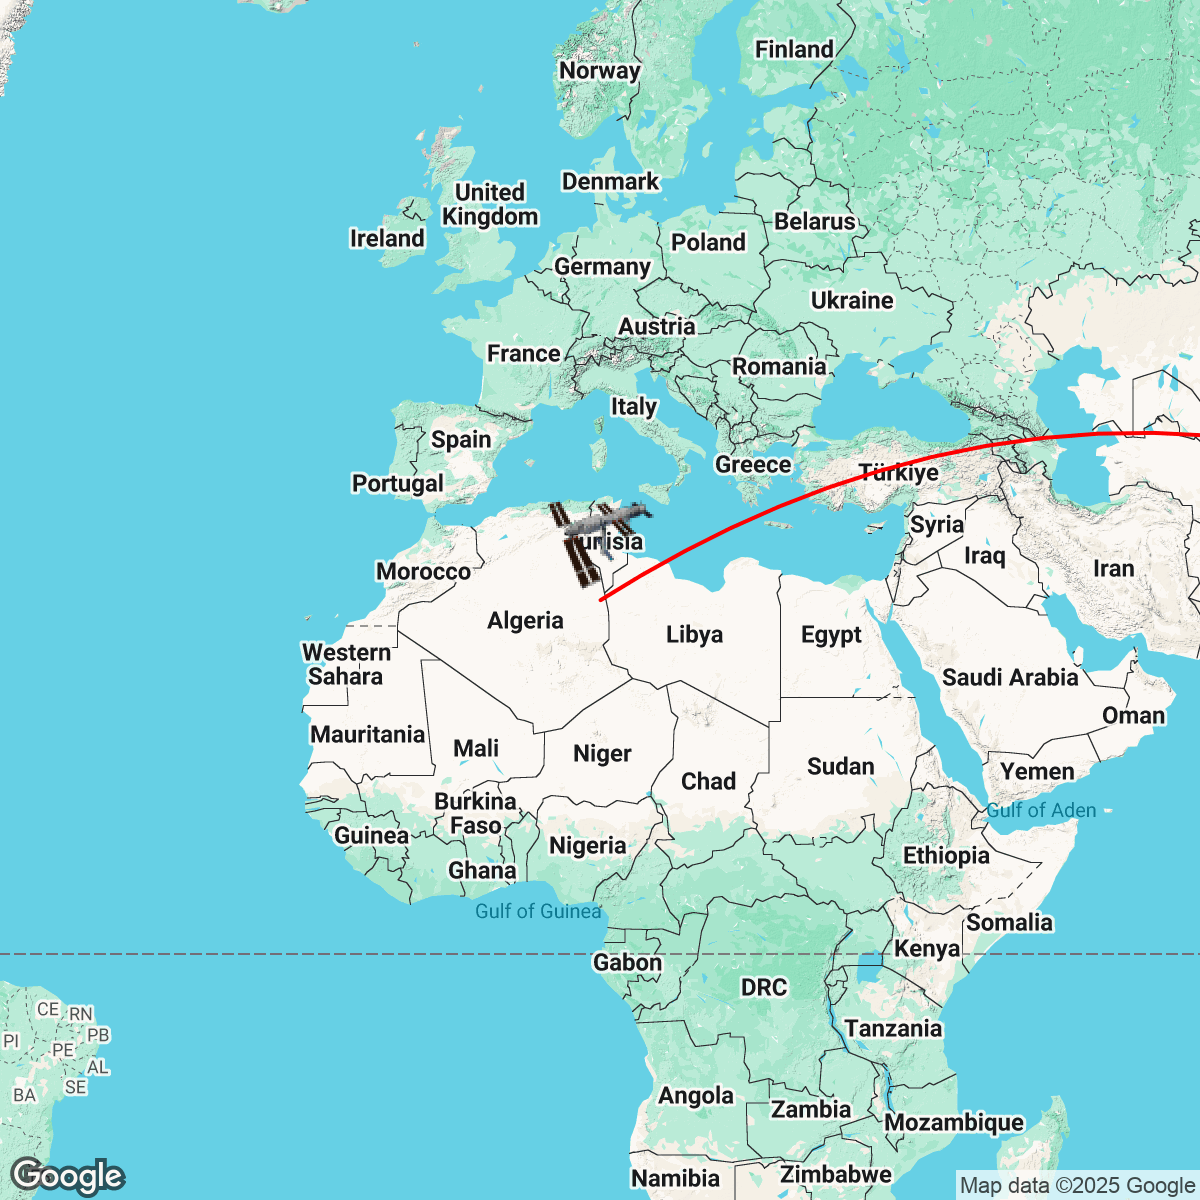 Finland
Norway
Denmark
United
Kingdom
Ireland
Belarus
Poland
Germany
Ukraine
Austria
France
Romania
Italy
Spain
Greece
Türkiye
Portugal
Syria
Tunisia
Iraq
Iran
Morocco
Algeria
Libya
Egypt
Western
Sahara
Saudi Arabia
Oman
Mauritania
Mali
Niger
Chad
Sudan
Yemen
Burkina
Faso
Gulf of Aden
Guinea
Nigeria
Ghana
Ethiopia
Gulf of Guinea
Somalia
Kenya
Gabon
DRC
CE
RN
PI
PE
PB
AL
SE
BA
Tanzania
Angola
Zambia
Mozambique
Namibia
Zimbabwe
Google
Map data ©2025 Google